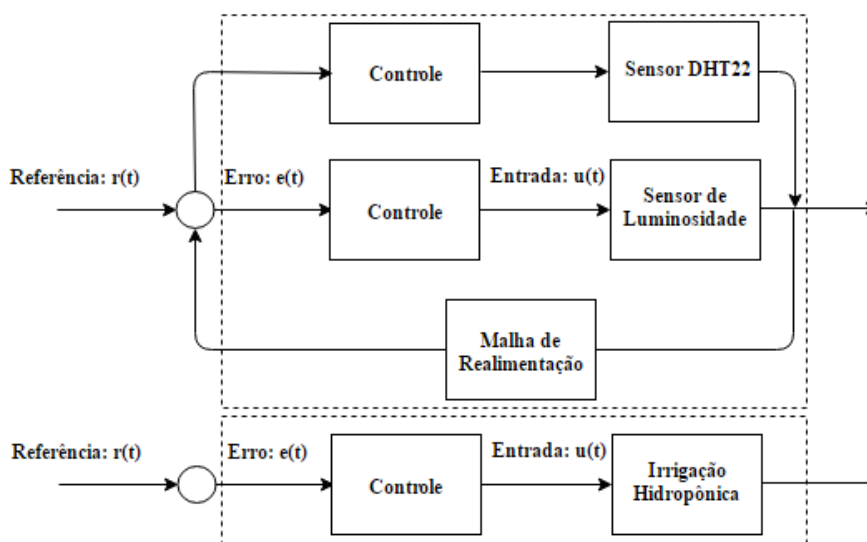 Controle
Sensor DHT22
Referência: r(t)
Erro: e(t)
Controle
Entrada: u(t)
Sensor de
Luminosidade
Malha de
Realimentação
Referência: r(t)
Erro: e(t)
Controle
Entrada: u(t)
Irrigação
Hidropônica